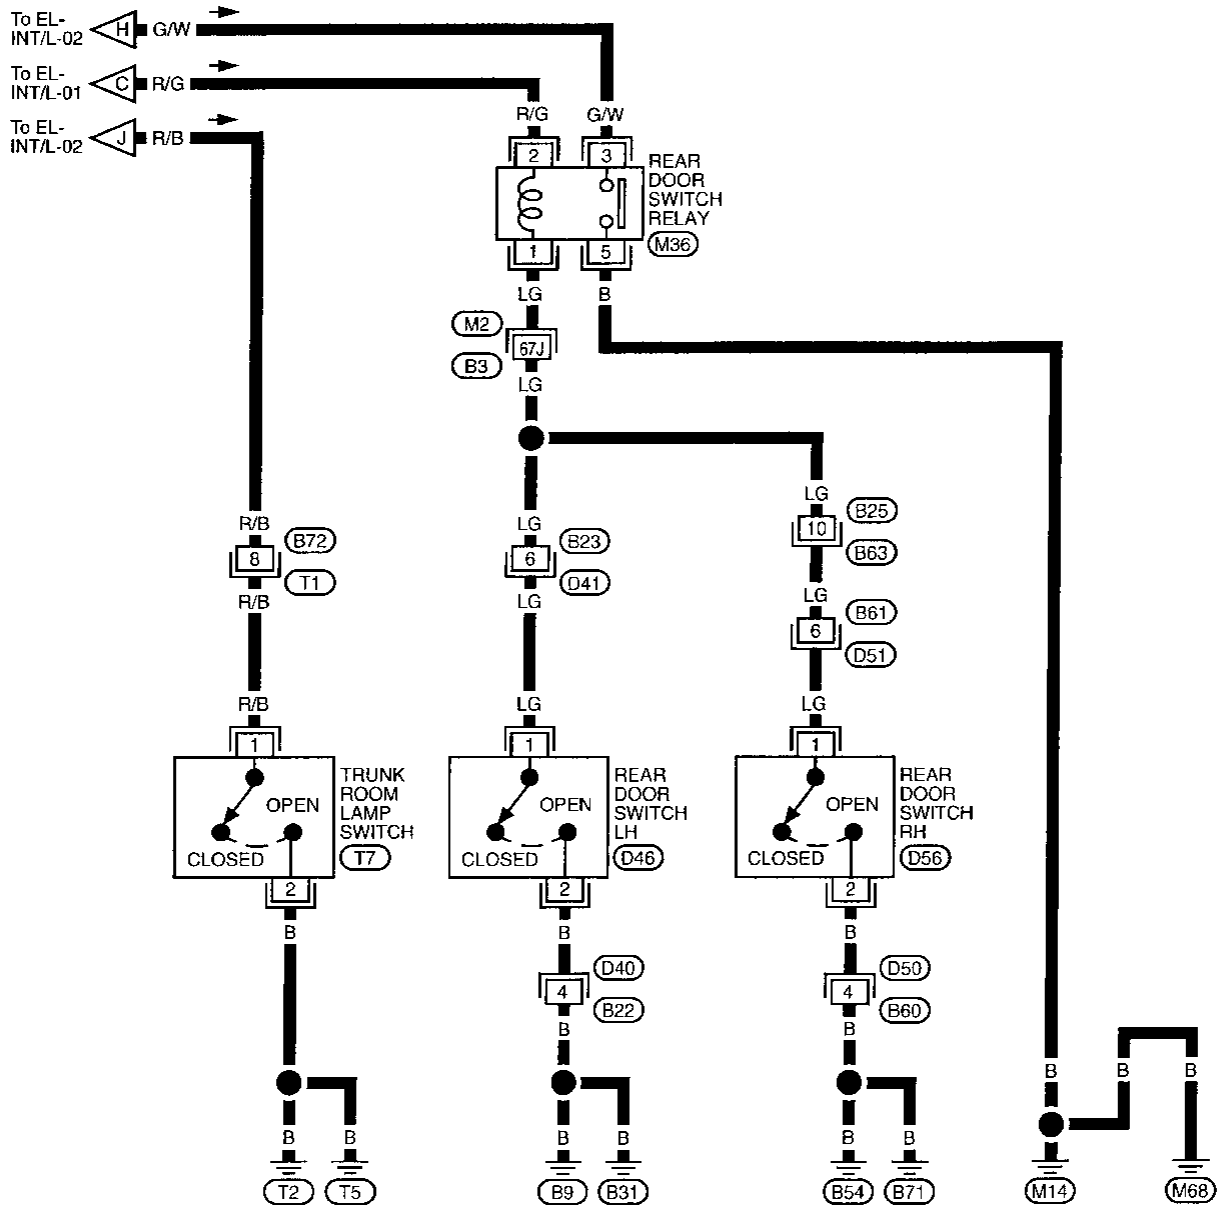 To EL-
INT/L-02
H
G/W
To EL-
INT/L-01
C
R/G
To EL-
INT/L-02
J
R/B
R/G
G/W
2
3
REAR
DOOR
SWITCH
RELAY
M36
1
5
LG
B
M2
67J
B3
LG
R/B
8
B72
T1
R/B
LG
6
B23
D41
LG
LG
10
B25
B63
LG
6
B61
D51
R/B
LG
LG
1
OPEN
CLOSED
TRUNK
ROOM
LAMP
SWITCH
T7
2
1
OPEN
CLOSED
REAR
DOOR
SWITCH
LH
D46
2
1
OPEN
CLOSED
REAR
DOOR
SWITCH
RH
D56
2
B
B
B
4
D40
B22
4
D50
B60
B
B
B
B
B
B
B
B
B
B
B
B
T2
T5
B9
B31
B54
B71
M14
M68